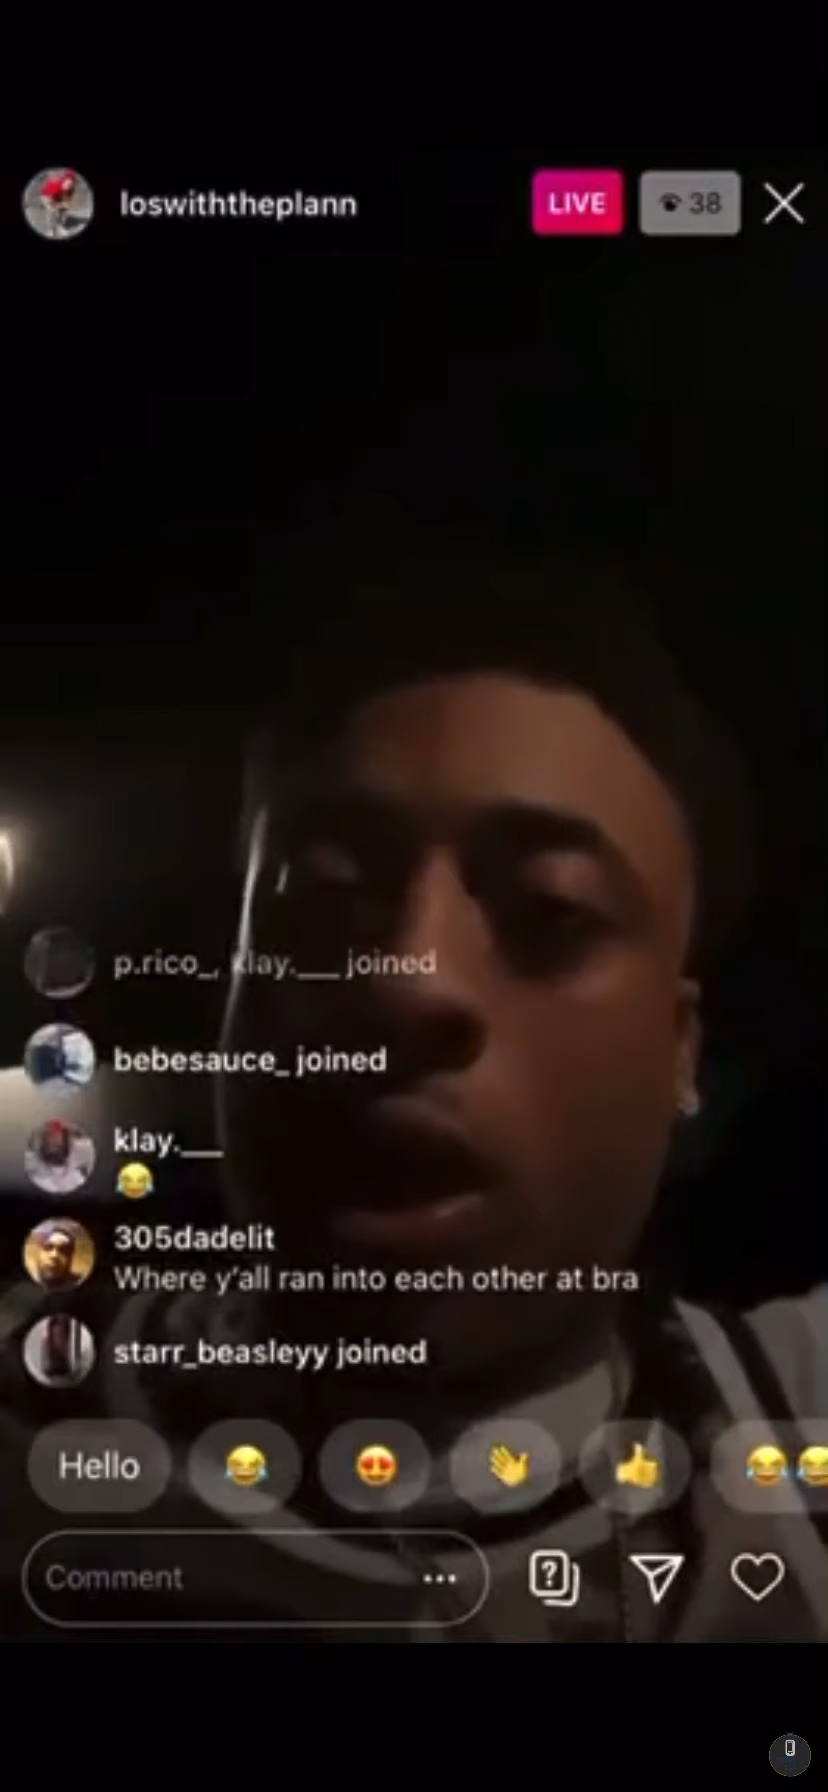 loswiththeplann
LIVE
38
p.rico_, klay.___ joined
bebesauce_ joined
klay.___
😂
305dadelit
Where y'all ran into each other at bra
starr_beasleyy joined
Hello 😂 😍 👋 👍 😂😂
Comment